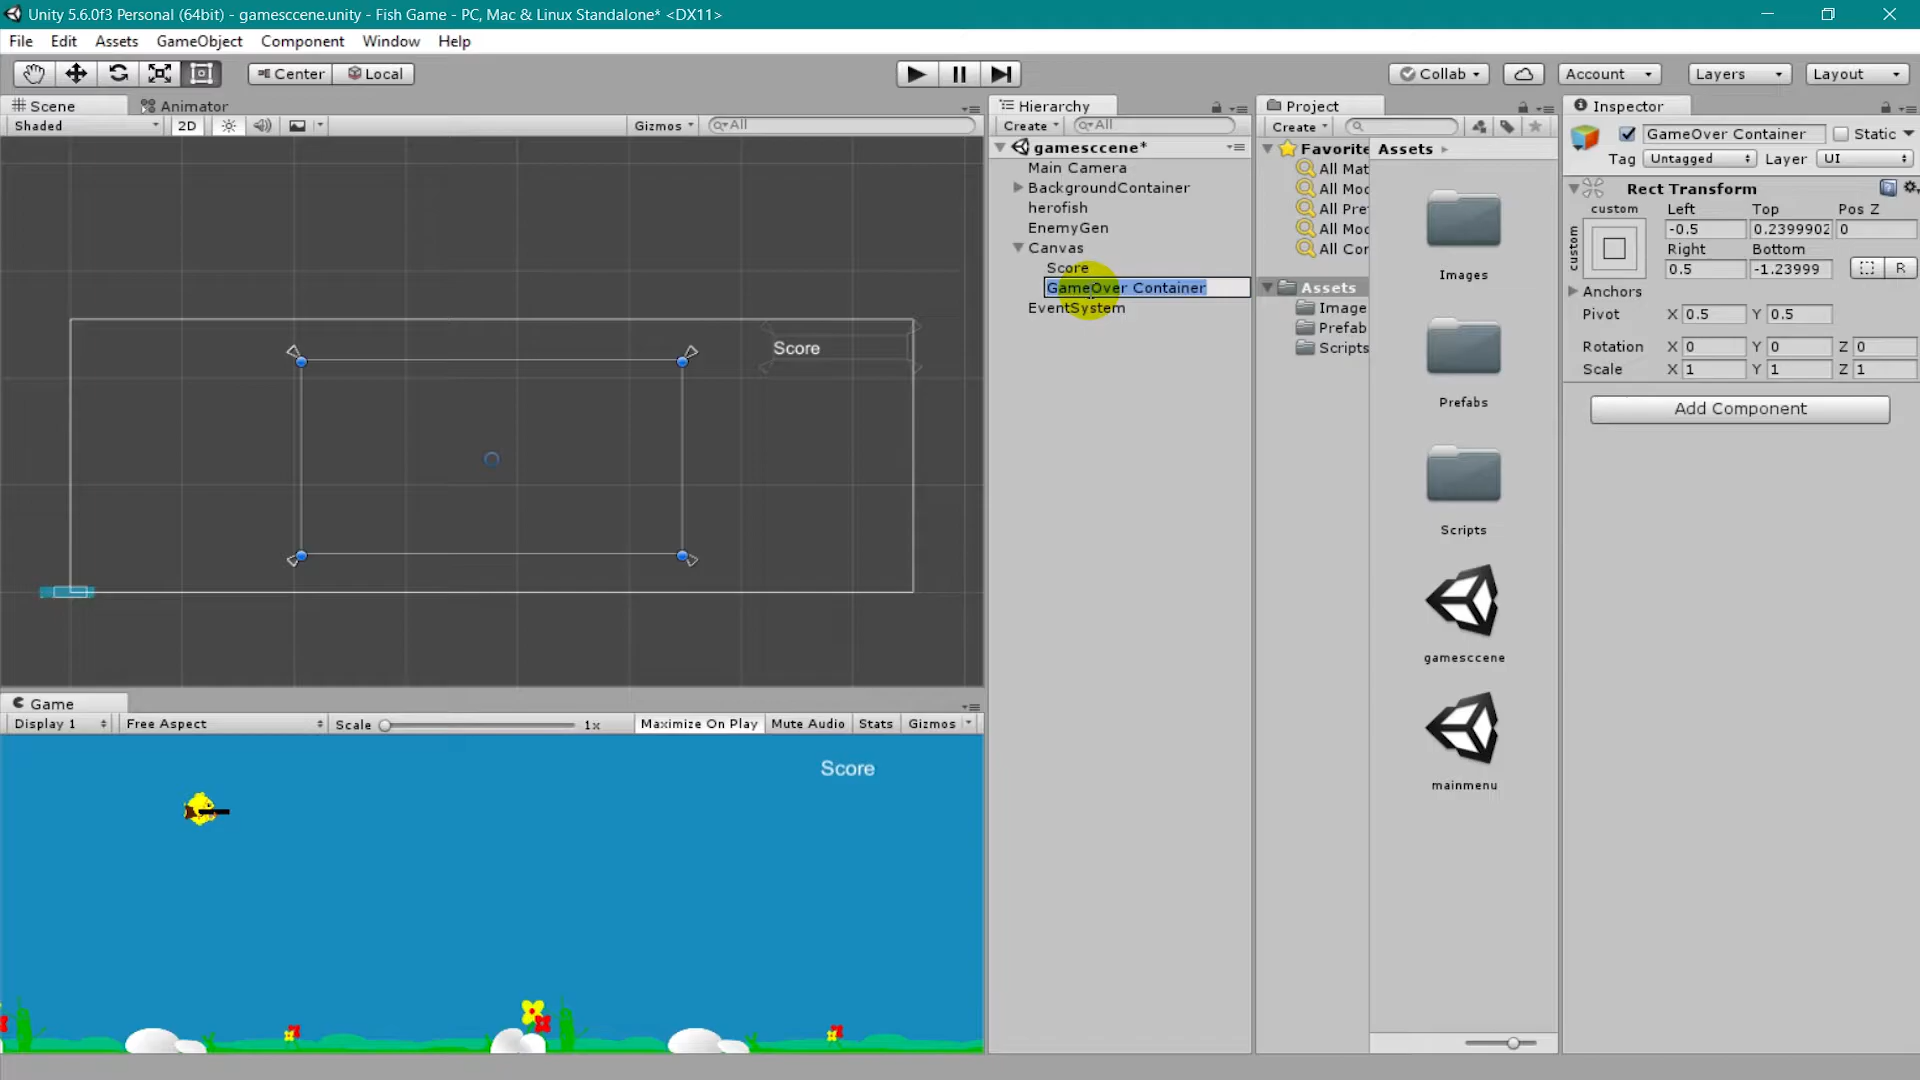 Unity 5.6.0f3 Personal (64bit) - gamesccene.unity - Fish Game - PC, Mac & Linux Standalone* <DX11>
File Edit Assets GameObject Component Window Help
Center Local Collab Account Layers Layout
Scene Animator
Shaded 2D Gizmos All
Score
Game
Display 1 Free Aspect Scale 1x Maximize On Play Mute Audio Stats Gizmos
Score
Hierarchy
Create All
gamesccene*
Main Camera
BackgroundContainer
herofish
EnemyGen
Canvas
Score
GameOver Container
EventSystem
Project
Create
Favorite
All Mat
All Mod
All Pre
All Mod
All Con
Assets
Image
Prefab
Scripts
Assets
Images
Prefabs
Scripts
gamesccene
mainmenu
Inspector
GameOver Container Static
Tag Untagged Layer UI
Rect Transform
custom Left Top Pos Z
custom
-0.5 0.2399902 0
Right Bottom
0.5 -1.23999 R
Anchors
Pivot X 0.5 Y 0.5
Rotation X 0 Y 0 Z 0
Scale X 1 Y 1 Z 1
Add Component